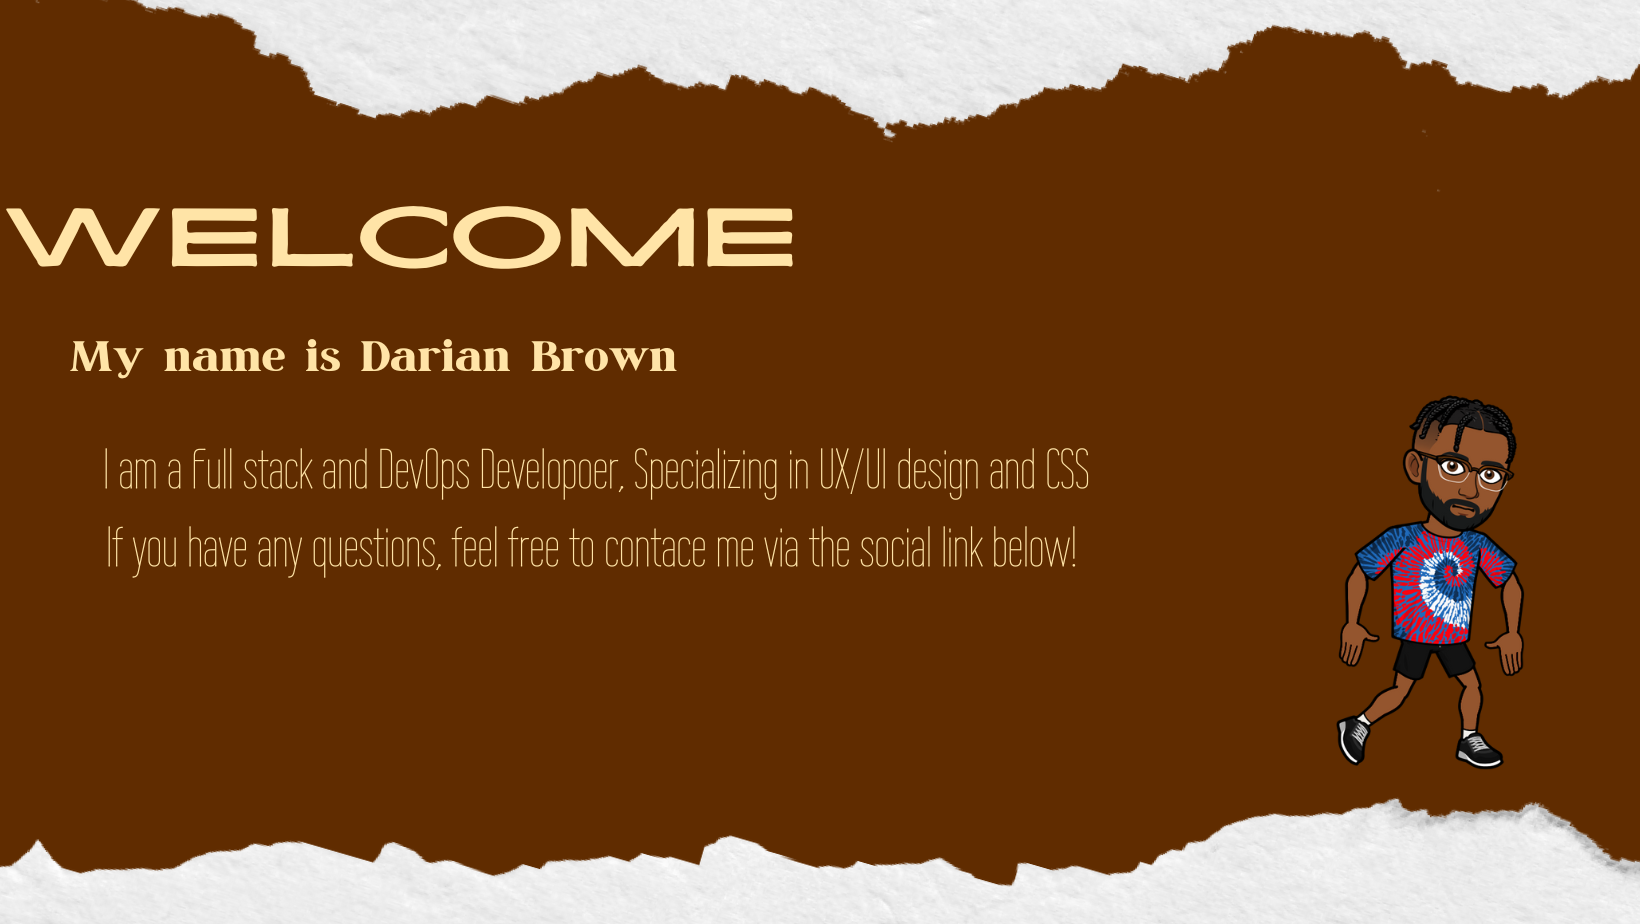 WELCOME
My name is Darian Brown
I am a Full stack and DevOps Developoer, Specializing in UX/UI design and CSS
If you have any questions, feel free to contace me via the social link below!